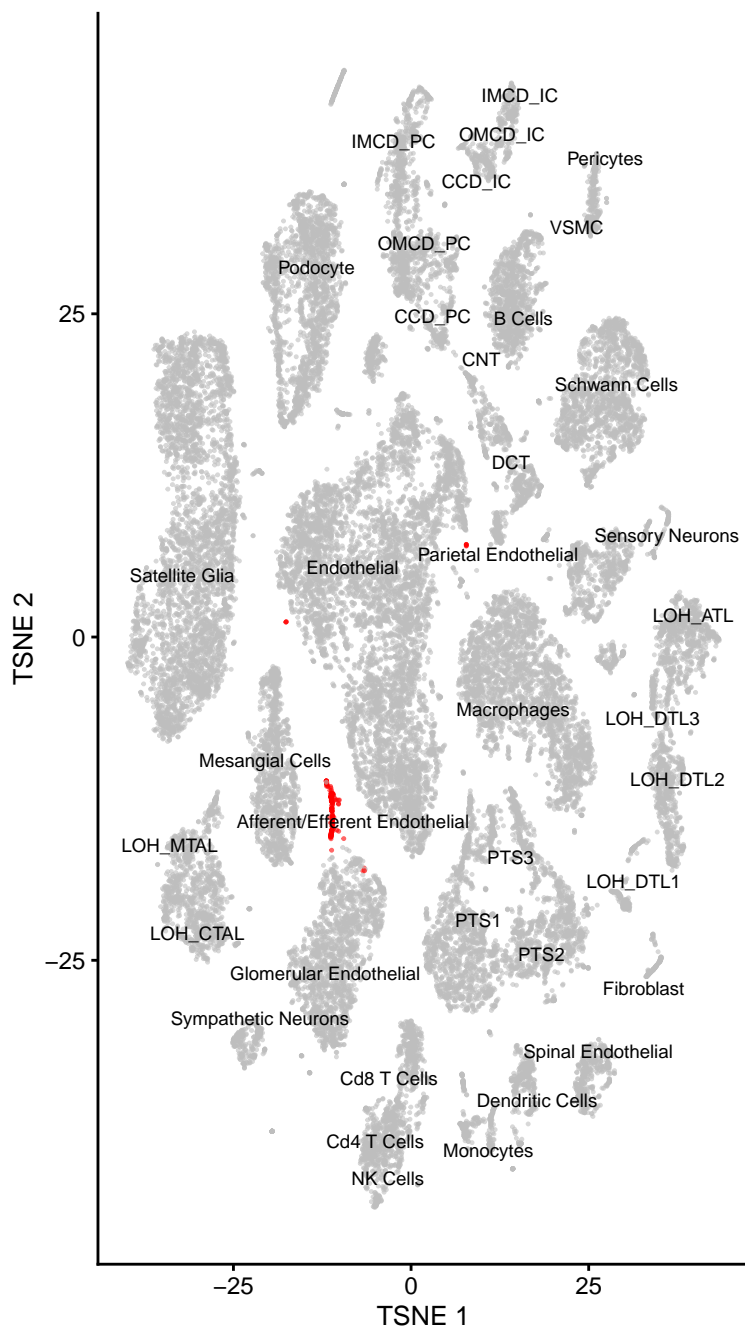 IMCD_IC
OMCD_IC
IMCD_PC
Pericytes
CCD_IC
VSMC
OMCD_PC
Podocyte
25
CCD_PC
B Cells
CNT
Schwann Cells
DCT
Sensory Neurons
Parietal Endothelial
Endothelial
Satellite Glia
LOH_ATL
0
TSNE 2
Macrophages
LOH_DTL3
Mesangial Cells
LOH_DTL2
Afferent/Efferent Endothelial
LOH_MTAL
PTS3
LOH_DTL1
PTS1
LOH_CTAL
PTS2
−25
Glomerular Endothelial
Fibroblast
Sympathetic Neurons
Spinal Endothelial
Cd8 T Cells
Dendritic Cells
Cd4 T Cells
Monocytes
NK Cells
−25
0
25
TSNE 1